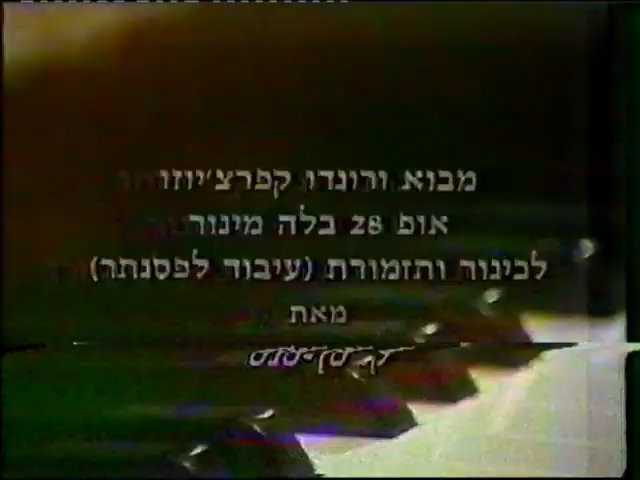 מבוא ורונדו קפרצ'יוזו
אופ 28 בלה מינור
לכינור ותזמורת (עיבוד לפסנתר)
מאת